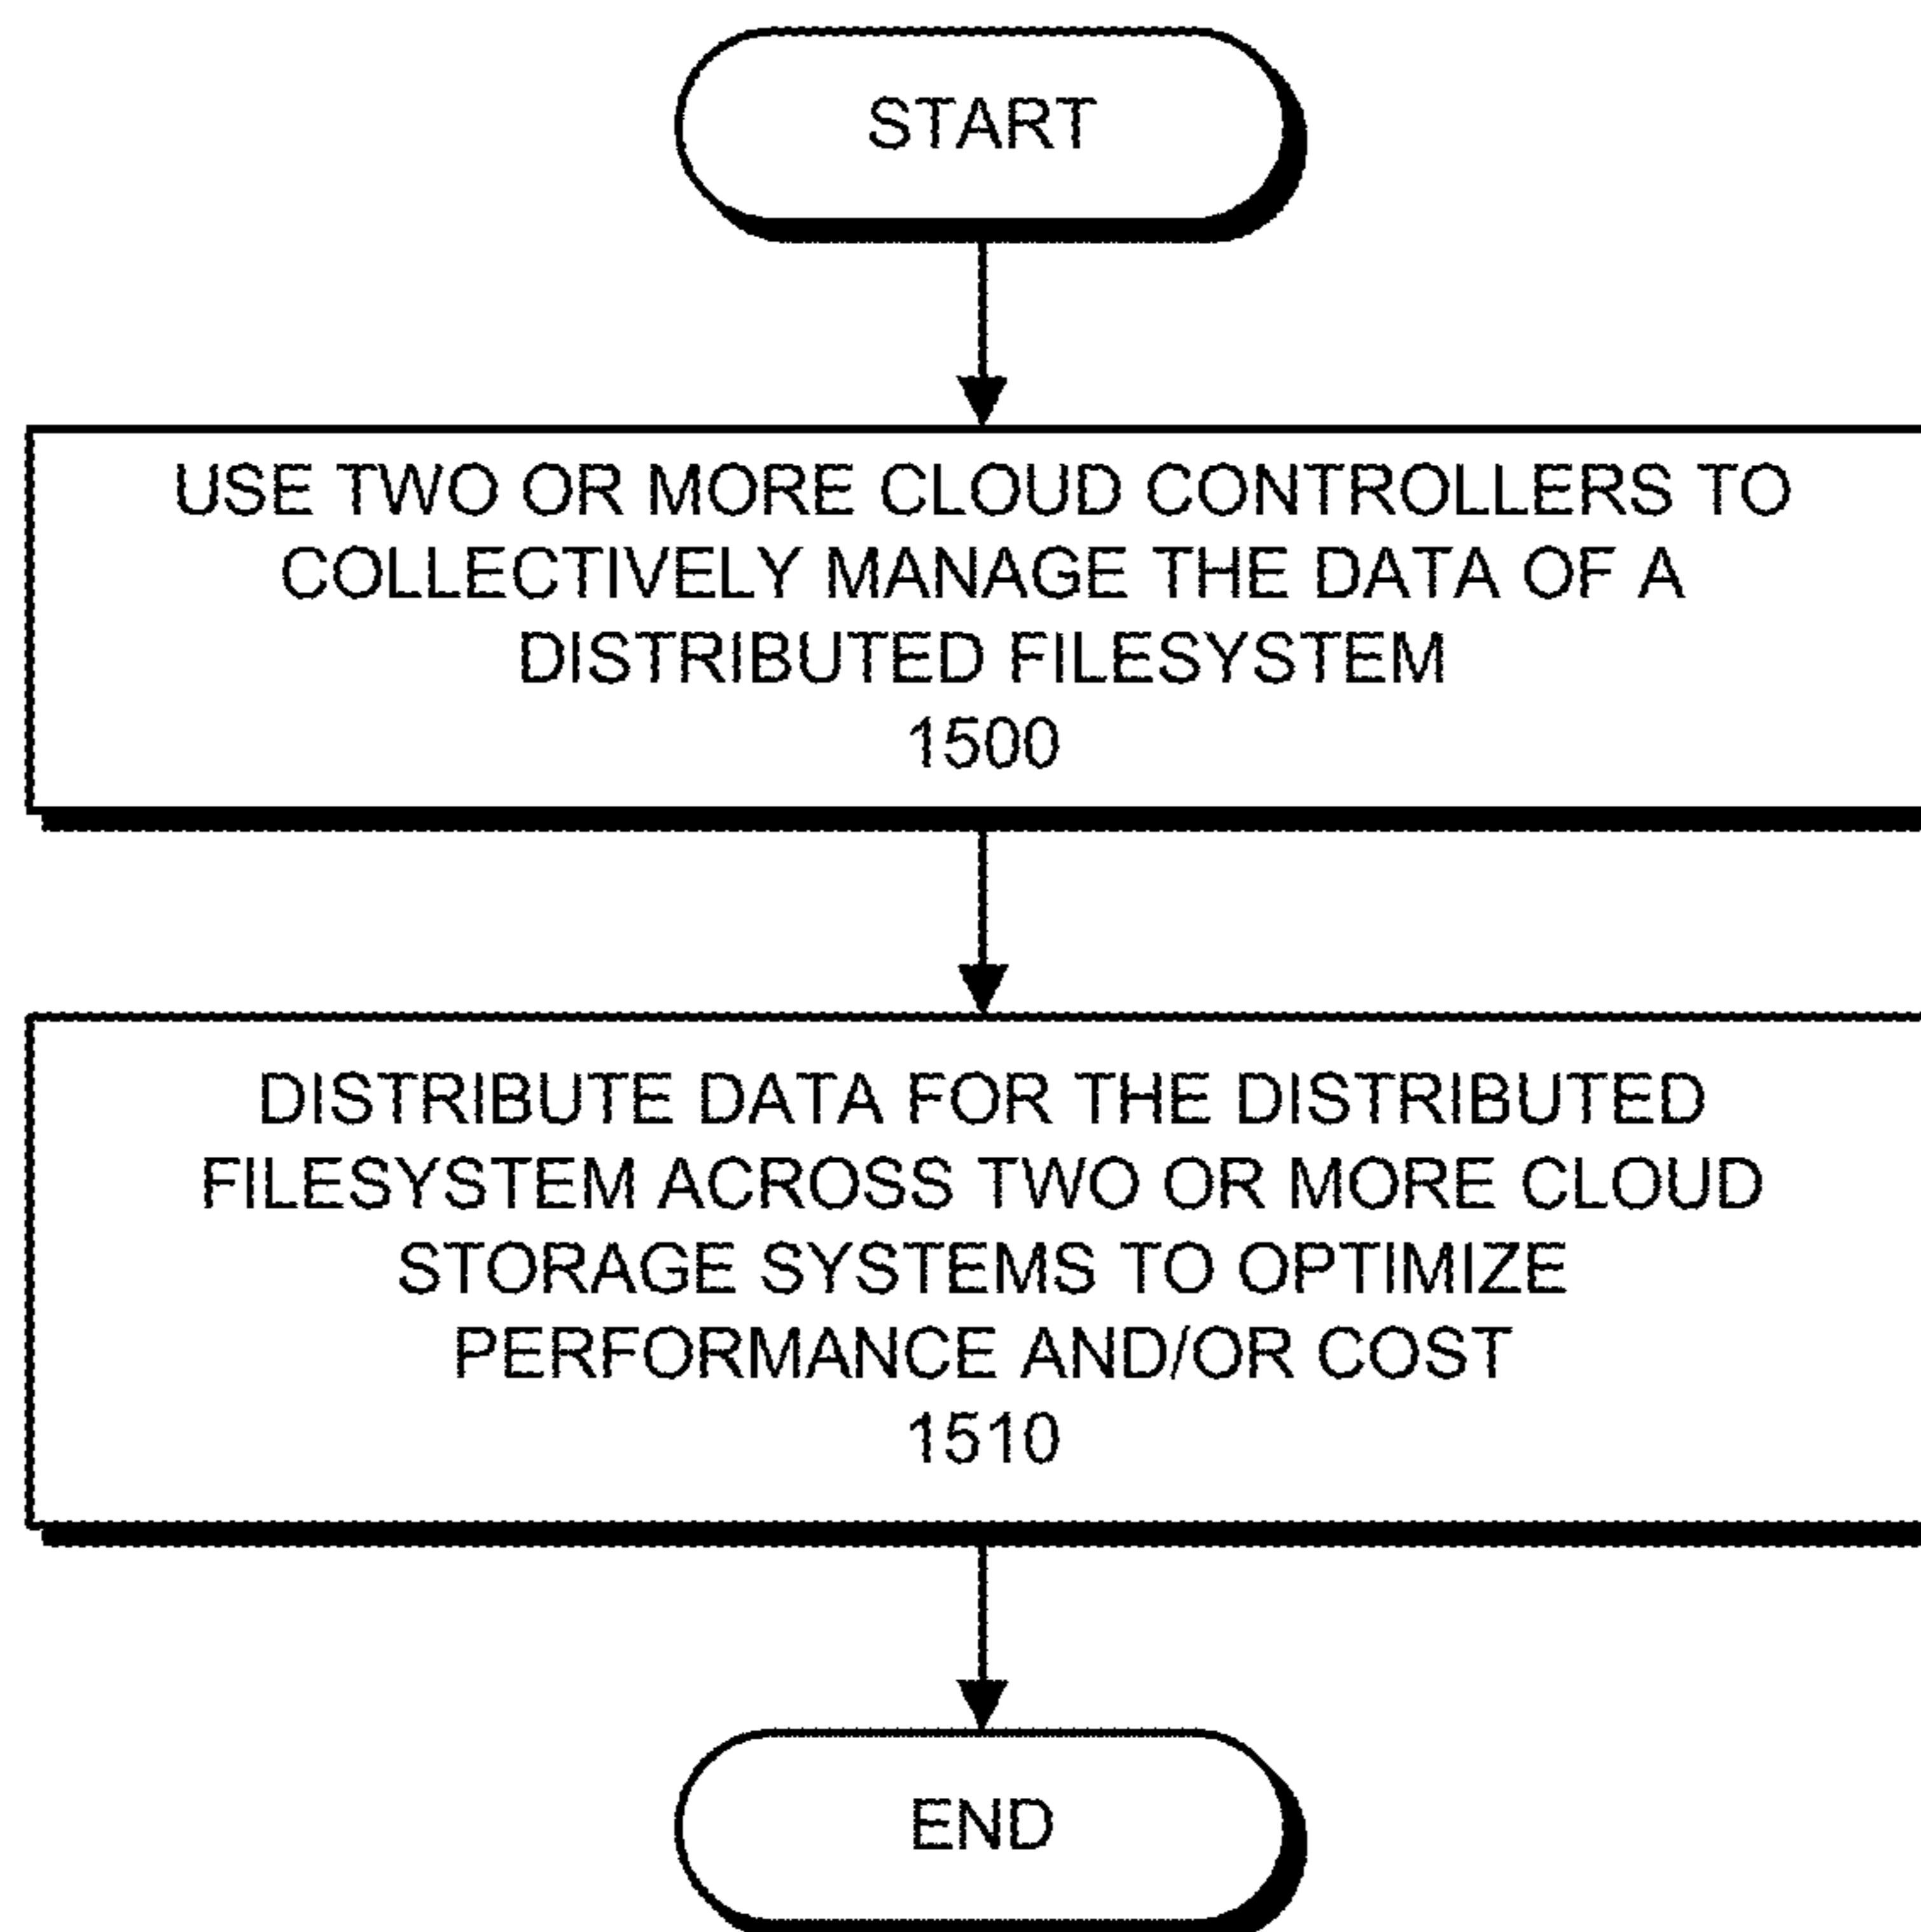 START
USE TWO OR MORE CLOUD CONTROLLERS TO
COLLECTIVELY MANAGE THE DATA OF A
DISTRIBUTED FILESYSTEM
1500
DISTRIBUTE DATA FOR THE DISTRIBUTED
FILESYSTEM ACROSS TWO OR MORE CLOUD
STORAGE SYSTEMS TO OPTIMIZE
PERFORMANCE AND/OR COST
1510
END